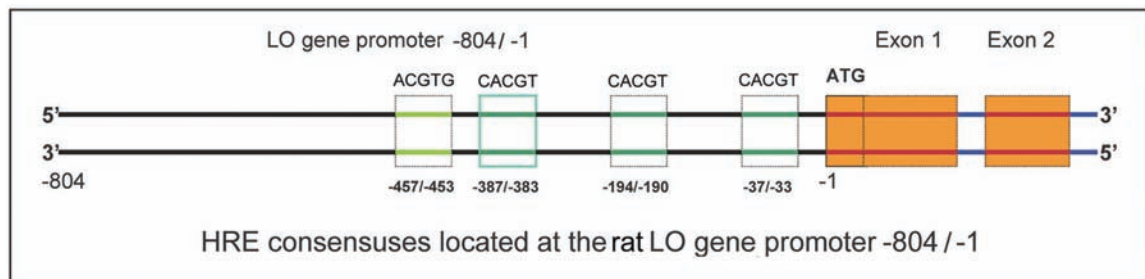 LO gene promoter -804/ -1 Exon 1 Exon 2
ACGTG CACGT CACGT CACGT ATG
5' 3'
3' 5'
-804 -457/-453 -387/-383 -194/-190 -37/-33 -1
HRE consensuses located at the rat LO gene promoter -804 / -1